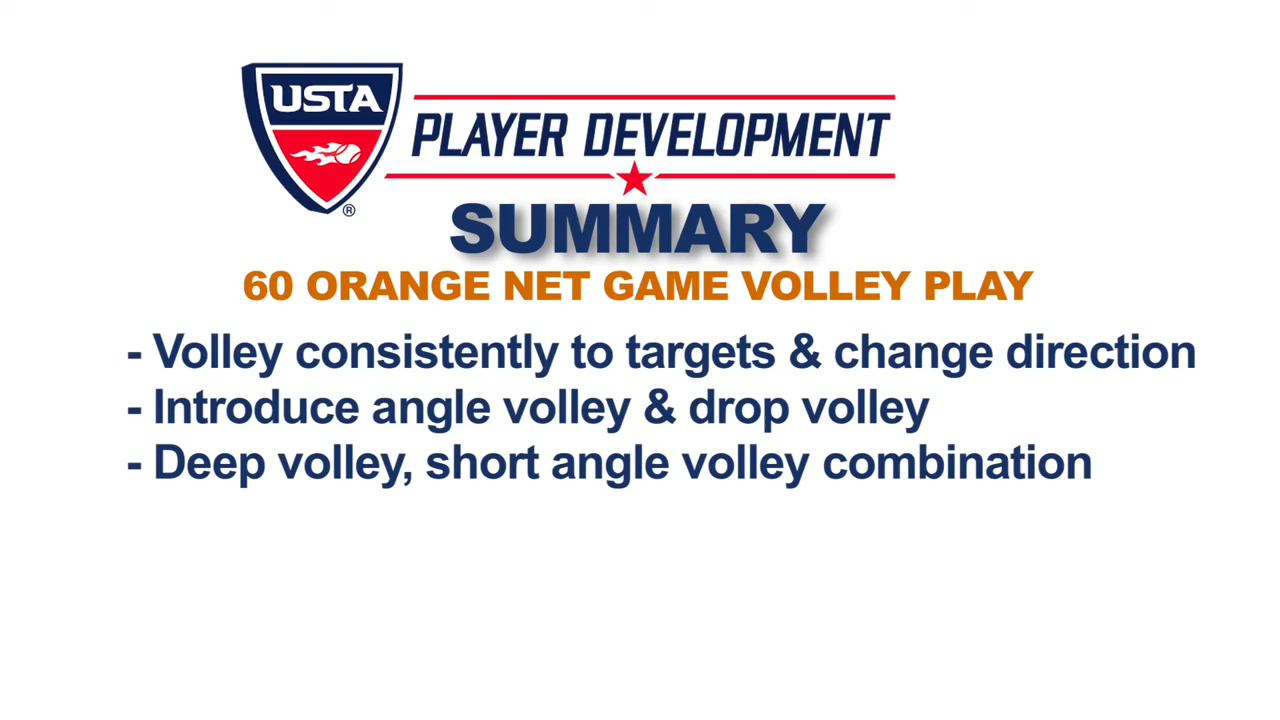 USTA
PLAYER DEVELOPMENT
®
SUMMARY
60 ORANGE NET GAME VOLLEY PLAY
- Volley consistently to targets & change direction
- Introduce angle volley & drop volley
- Deep volley, short angle volley combination